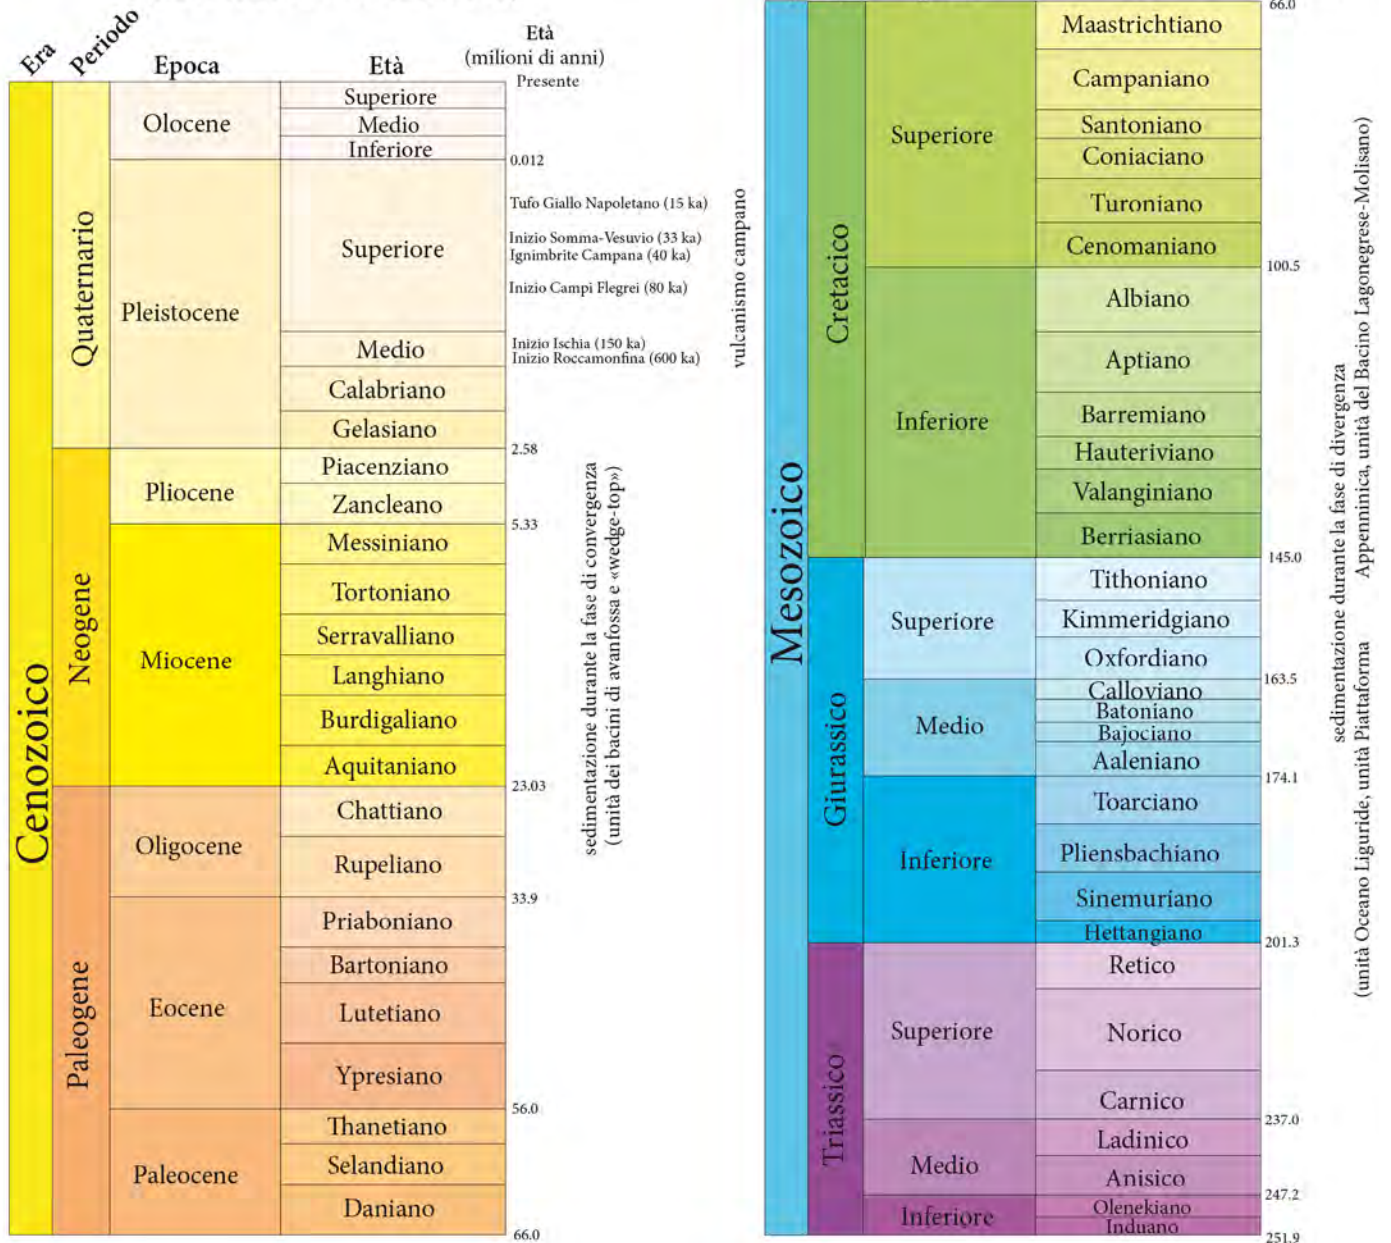 Era
Periodo
Epoca
Età
Età
(milioni di anni)
Presente
Cenozoico
Quaternario
Olocene
Superiore
Medio
Inferiore
0.012
Pleistocene
Superiore
Tufo Giallo Napoletano (15 ka)
Inizio Somma-Vesuvio (33 ka)
Ignimbrite Campana (40 ka)
Inizio Campi Flegrei (80 ka)
Medio
Inizio Ischia (150 ka)
Inizio Roccamonfina (600 ka)
vulcanismo campano
Calabriano
Gelasiano
2.58
Neogene
Pliocene
Piacenziano
Zancleano
5.33
Miocene
Messiniano
Tortoniano
Serravalliano
Langhiano
Burdigaliano
Aquitaniano
23.03
sedimentazione durante la fase di convergenza
(unità dei bacini di avanfossa e «wedge-top»)
Paleogene
Oligocene
Chattiano
Rupeliano
33.9
Eocene
Priaboniano
Bartoniano
Lutetiano
Ypresiano
56.0
Paleocene
Thanetiano
Selandiano
Daniano
66.0
66.0
Mesozoico
Cretacico
Superiore
Maastrichtiano
Campaniano
Santoniano
Coniaciano
Turoniano
Cenomaniano
100.5
Inferiore
Albiano
Aptiano
Barremiano
Hauteriviano
Valanginiano
Berriasiano
145.0
Giurassico
Superiore
Tithoniano
Kimmeridgiano
Oxfordiano
163.5
Medio
Calloviano
Batoniano
Bajociano
Aaleniano
174.1
Inferiore
Toarciano
Pliensbachiano
Sinemuriano
Hettangiano
201.3
Triassico
Superiore
Retico
Norico
Carnico
237.0
Medio
Ladinico
Anisico
247.2
Inferiore
Olenekiano
Induano
251.9
sedimentazione durante la fase di divergenza
(unità Oceano Liguride, unità Piattaforma Appenninica, unità del Bacino Lagonegrese-Molisano)